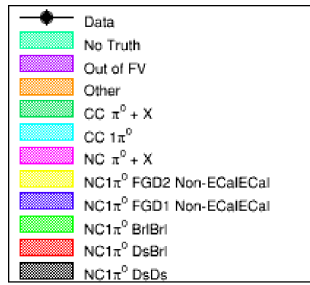 Data
No Truth
Out of FV
Other
CC π⁰ + X
CC 1π⁰
NC π⁰ + X
NC1π⁰ FGD2 Non-ECalECal
NC1π⁰ FGD1 Non-ECalECal
NC1π⁰ BrlBrl
NC1π⁰ DsBrl
NC1π⁰ DsDs